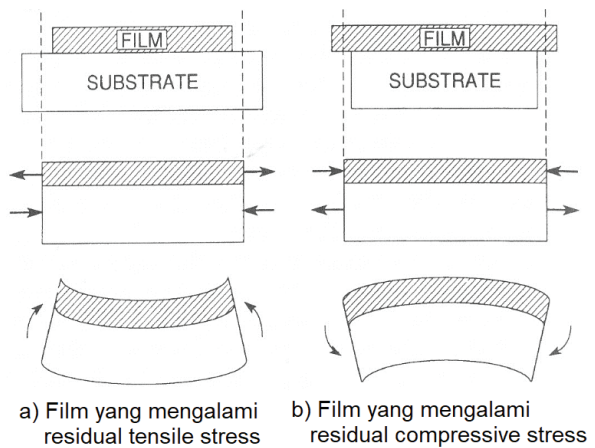 FILM
SUBSTRATE
FILM
SUBSTRATE
a) Film yang mengalami
residual tensile stress
b) Film yang mengalami
residual compressive stress